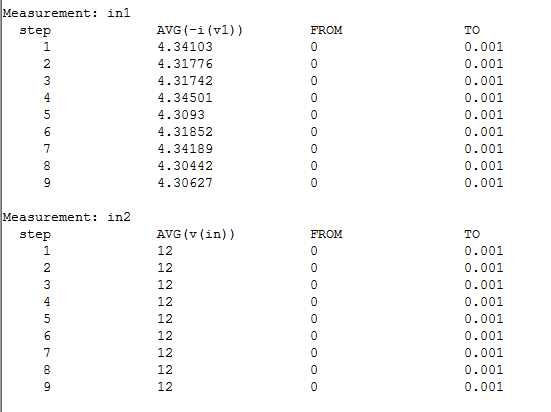 Measurement: in1
step AVG(-i(v1)) FROM TO
1 4.34103 0 0.001
2 4.31776 0 0.001
3 4.31742 0 0.001
4 4.34501 0 0.001
5 4.3093 0 0.001
6 4.31852 0 0.001
7 4.34189 0 0.001
8 4.30442 0 0.001
9 4.30627 0 0.001
Measurement: in2
step AVG(v(in)) FROM TO
1 12 0 0.001
2 12 0 0.001
3 12 0 0.001
4 12 0 0.001
5 12 0 0.001
6 12 0 0.001
7 12 0 0.001
8 12 0 0.001
9 12 0 0.001